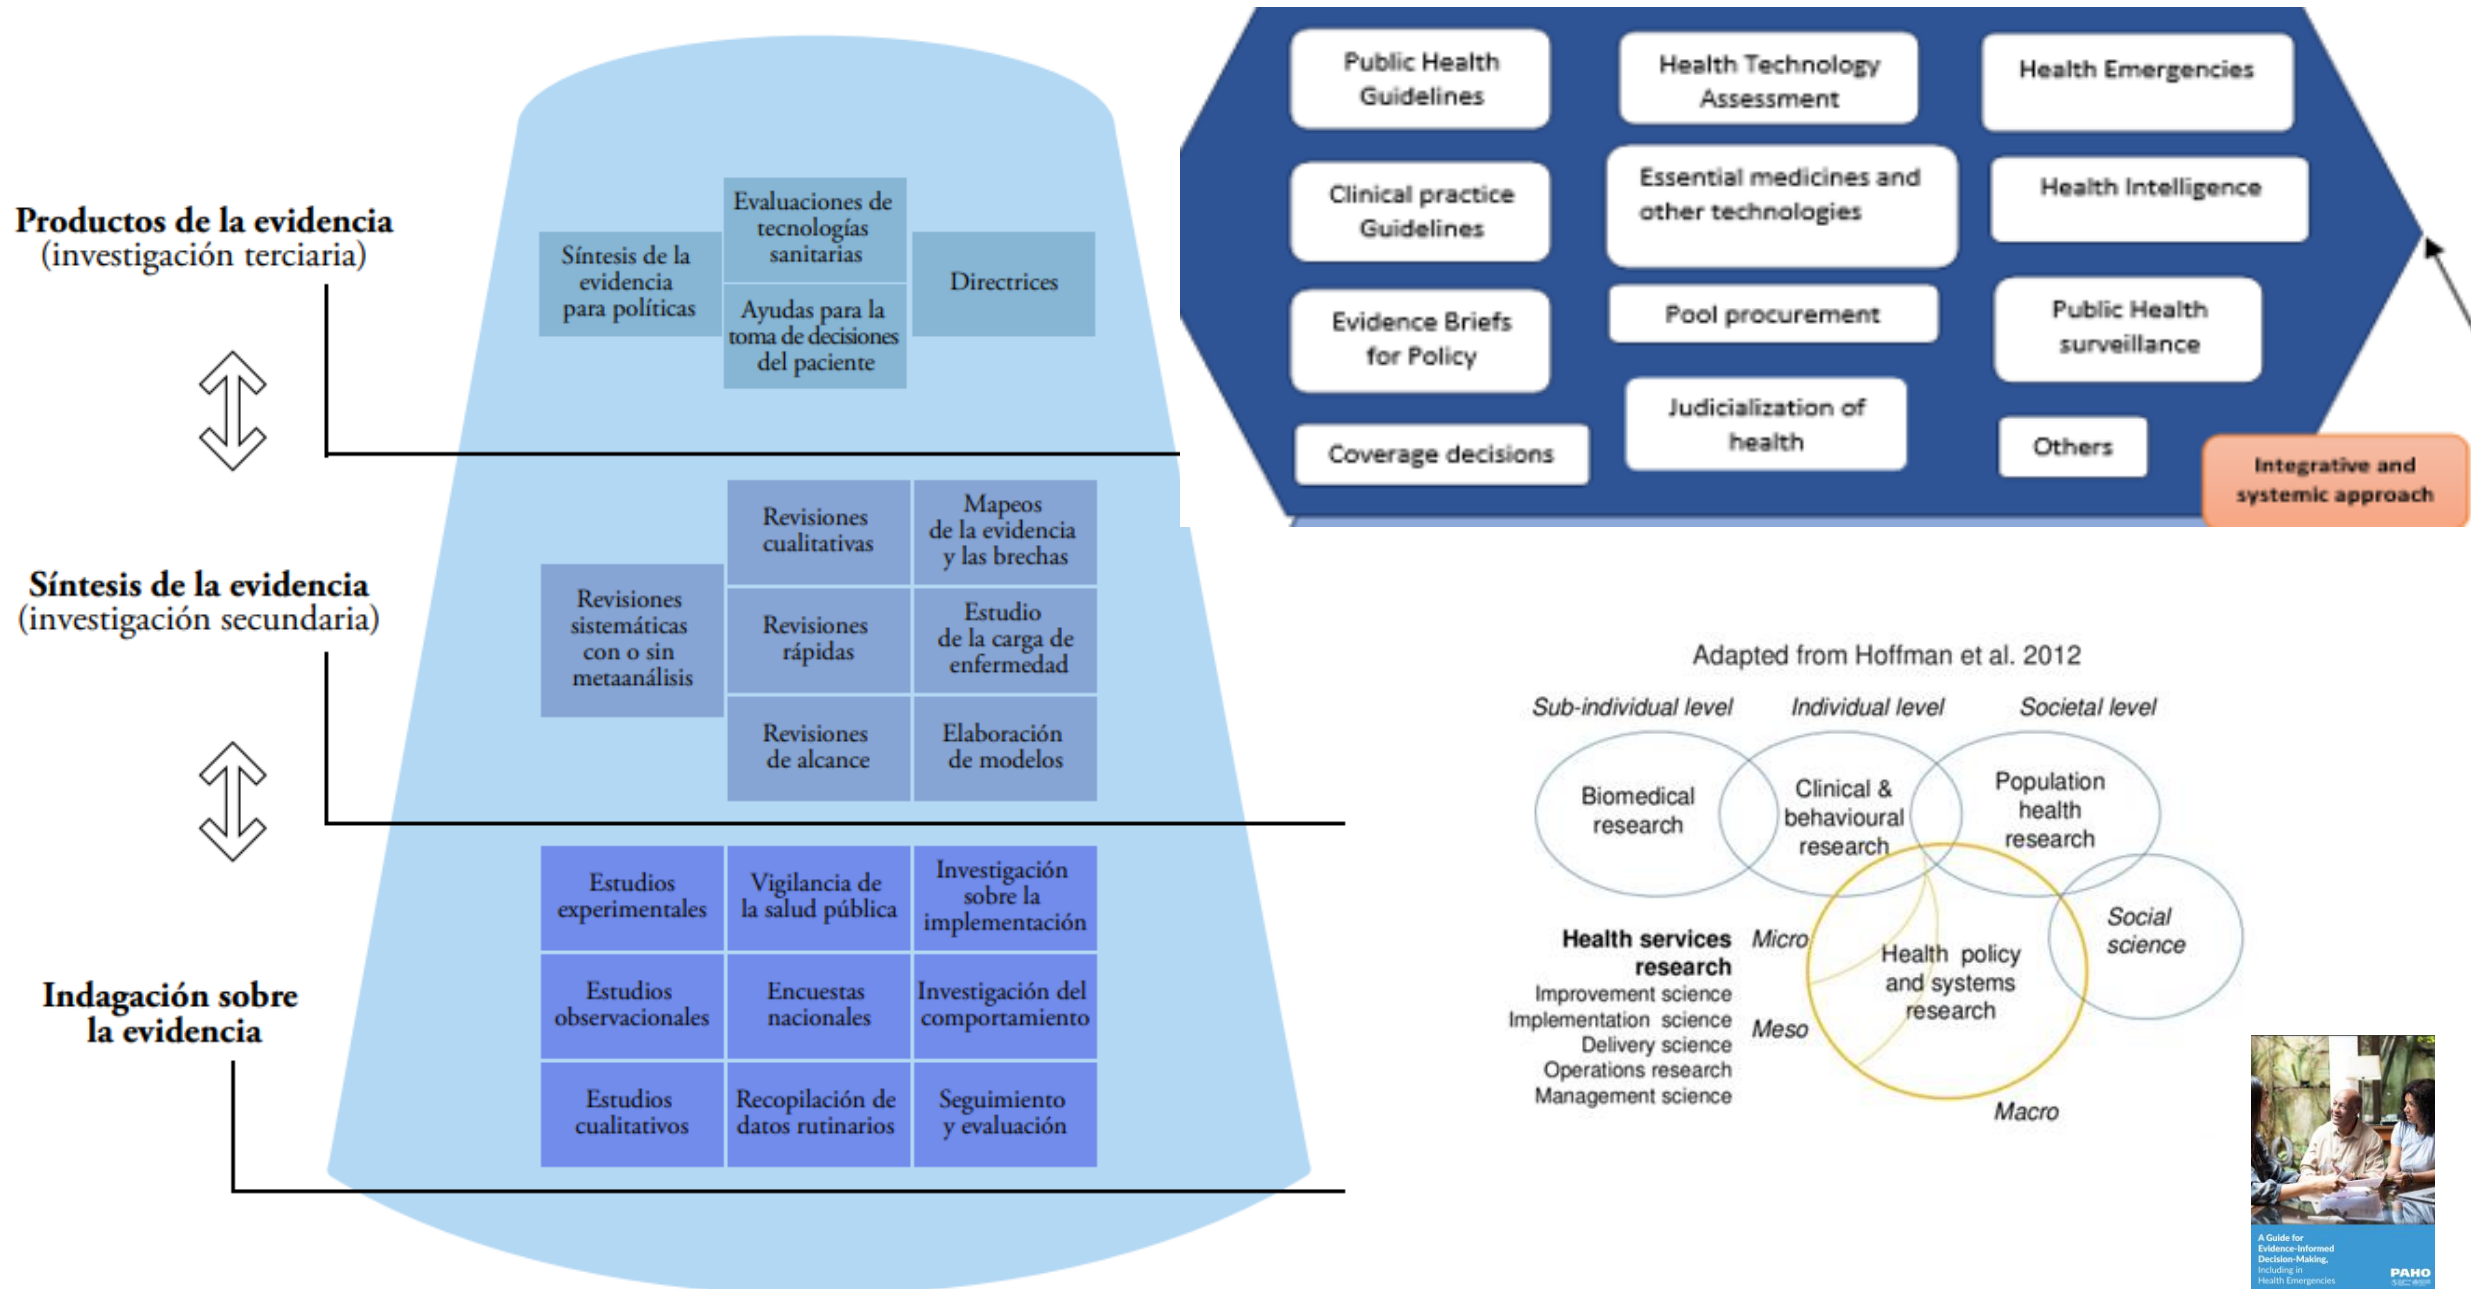 Productos de la evidencia
(investigación terciaria)
Síntesis de la
evidencia
para políticas
Evaluaciones de
tecnologías
sanitarias
Ayudas para la
toma de decisiones
del paciente
Directrices
Síntesis de la evidencia
(investigación secundaria)
Revisiones
sistemáticas
con o sin
metaanálisis
Revisiones
cualitativas
Mapeos
de la evidencia
y las brechas
Revisiones
rápidas
Estudio
de la carga de
enfermedad
Revisiones
de alcance
Elaboración
de modelos
Indagación sobre
la evidencia
Estudios
experimentales
Vigilancia de
la salud pública
Investigación
sobre la
implementación
Estudios
observacionales
Encuestas
nacionales
Investigación del
comportamiento
Estudios
cualitativos
Recopilación de
datos rutinarios
Seguimiento
y evaluación
Public Health
Guidelines
Health Technology
Assessment
Health Emergencies
Clinical practice
Guidelines
Essential medicines and
other technologies
Health Intelligence
Evidence Briefs
for Policy
Pool procurement
Public Health
surveillance
Coverage decisions
Judicialization of
health
Others
Integrative and
systemic approach
Adapted from Hoffman et al. 2012
Sub-individual level
Individual level
Societal level
Biomedical
research
Clinical &
behavioural
research
Population
health
research
Social
science
Health policy
and systems
research
Health services
research
Improvement science
Implementation science
Delivery science
Operations research
Management science
Micro
Meso
Macro
A Guide for
Evidence-Informed
Decision-Making,
Including in
Health Emergencies
PAHO